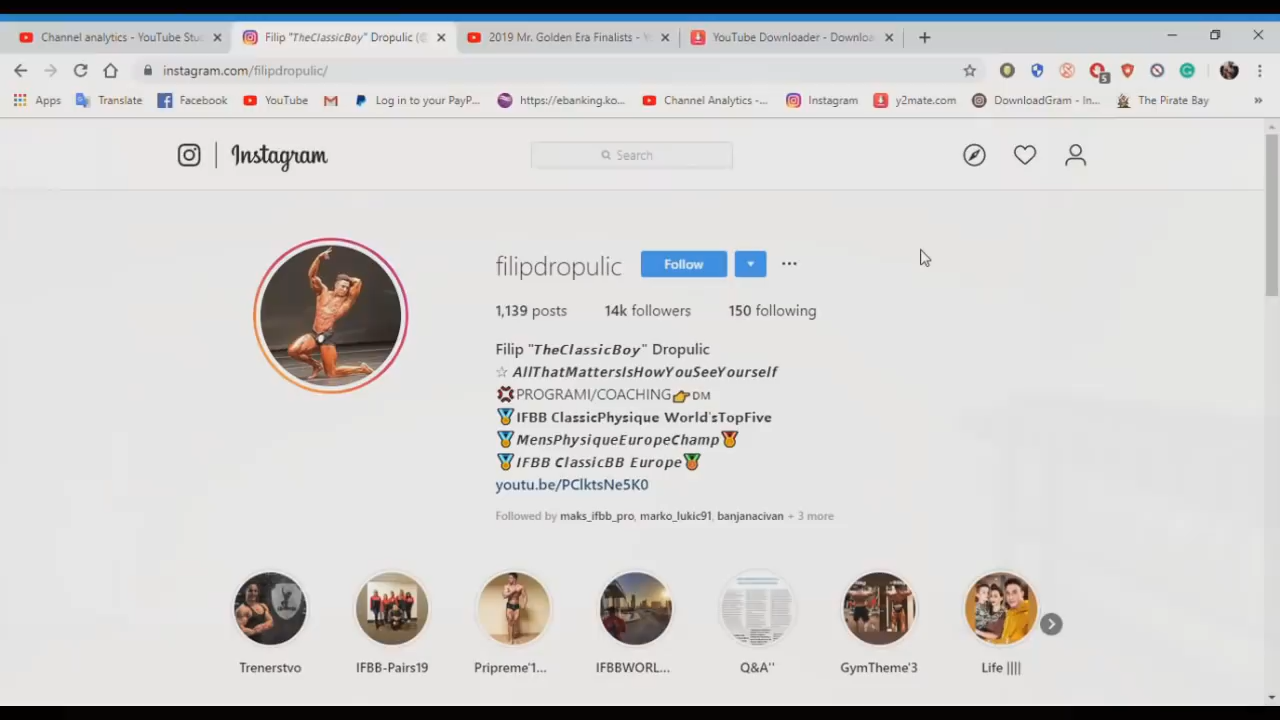 Channel analytics - YouTube Stu
Filip "TheClassicBoy" Dropulic (@
2019 Mr. Golden Era Finalists - Y
YouTube Downloader - Downloa
instagram.com/filipdropulic/
5
Apps
Translate
Facebook
YouTube
Log in to your PayP...
https://ebanking.ko...
Channel Analytics -...
Instagram
y2mate.com
DownloadGram - In...
The Pirate Bay
»
Instagram
Search
filipdropulic
Follow
1,139 posts 14k followers 150 following
Filip "TheClassicBoy" Dropulic
☆ AllThatMattersIsHowYouSeeYourself
💢PROGRAMI/COACHING👉DM
🏅IFBB ClassicPhysique World'sTopFive
🏅MensPhysiqueEuropeChamp🏅
🏅IFBB ClassicBB Europe🏅
youtu.be/PClktsNe5K0
Followed by maks_ifbb_pro, marko_lukic91, banjanacivan + 3 more
Trenerstvo
IFBB-Pairs19
Pripreme'1...
IFBBWORL...
Q&A''
GymTheme'3
Life ||||